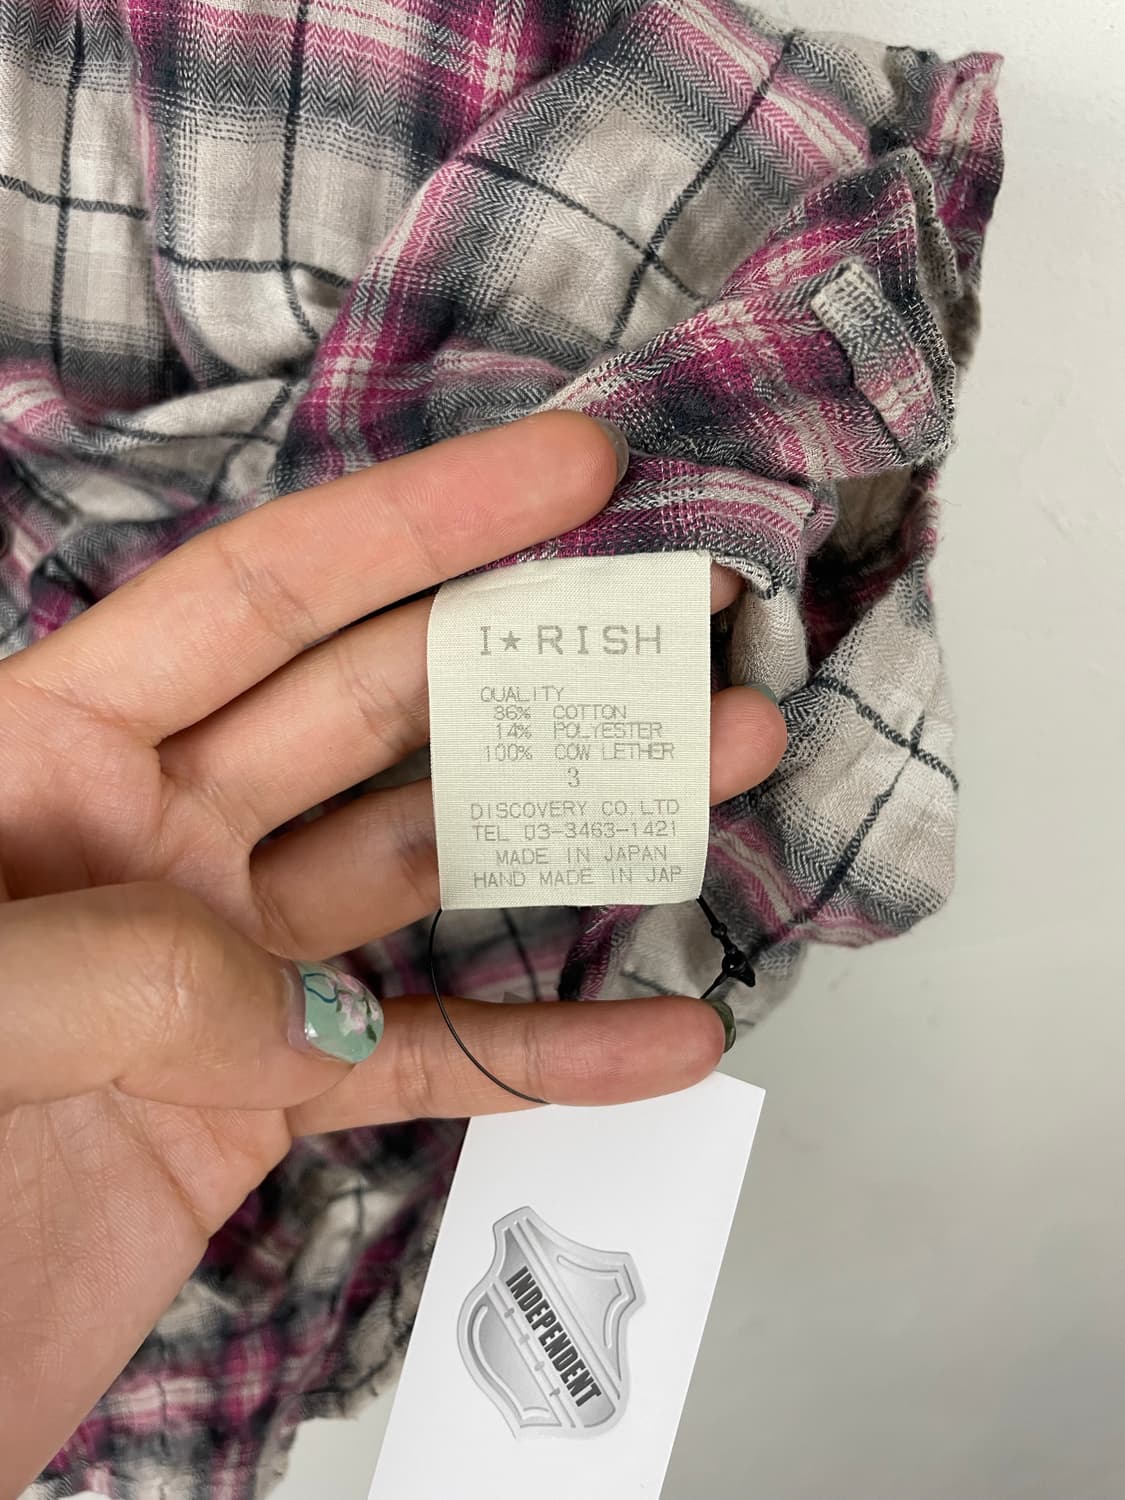 I★RISH
QUALITY
86% COTTON
14% POLYESTER
100% COW LETHER
3
DISCOVERY CO.LTD
TEL 03-3463-1421
MADE IN JAPAN
HAND MADE IN JAP
INDEPENDENT
SHOP